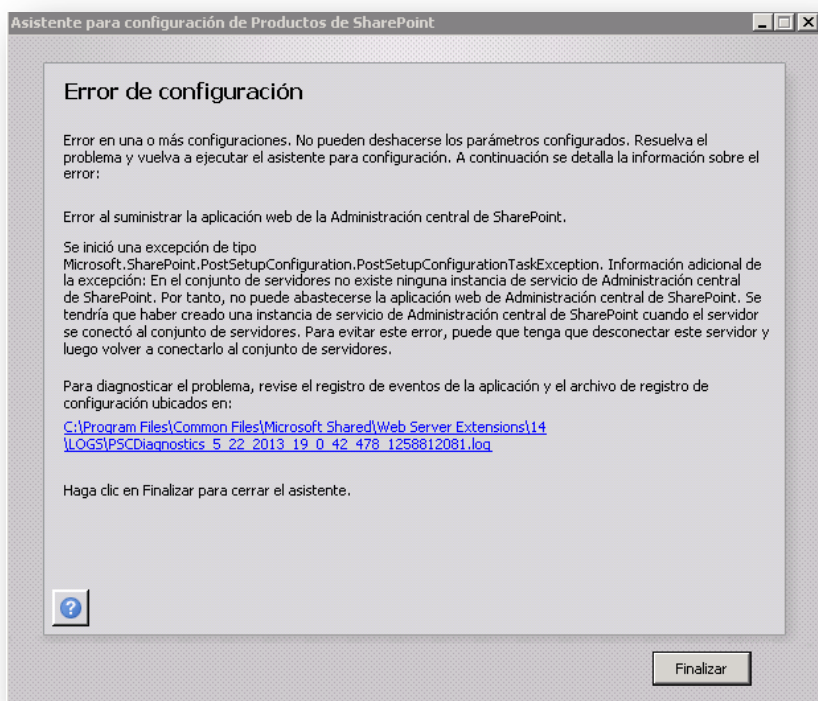 Asistente para configuración de Productos de SharePoint
Error de configuración
Error en una o más configuraciones. No pueden deshacerse los parámetros configurados. Resuelva el
problema y vuelva a ejecutar el asistente para configuración. A continuación se detalla la información sobre el
error:
Error al suministrar la aplicación web de la Administración central de SharePoint.
Se inició una excepción de tipo
Microsoft.SharePoint.PostSetupConfiguration.PostSetupConfigurationTaskException. Información adicional de
la excepción: En el conjunto de servidores no existe ninguna instancia de servicio de Administración central
de SharePoint. Por tanto, no puede abastecerse la aplicación web de Administración central de SharePoint. Se
tendría que haber creado una instancia de servicio de Administración central de SharePoint cuando el servidor
se conectó al conjunto de servidores. Para evitar este error, puede que tenga que desconectar este servidor y
luego volver a conectarlo al conjunto de servidores.
Para diagnosticar el problema, revise el registro de eventos de la aplicación y el archivo de registro de
configuración ubicados en:
C:\Program Files\Common Files\Microsoft Shared\Web Server Extensions\14
\LOGS\PSCDiagnostics_5_22_2013_19_0_42_478_1258812081.log
Haga clic en Finalizar para cerrar el asistente.
Finalizar